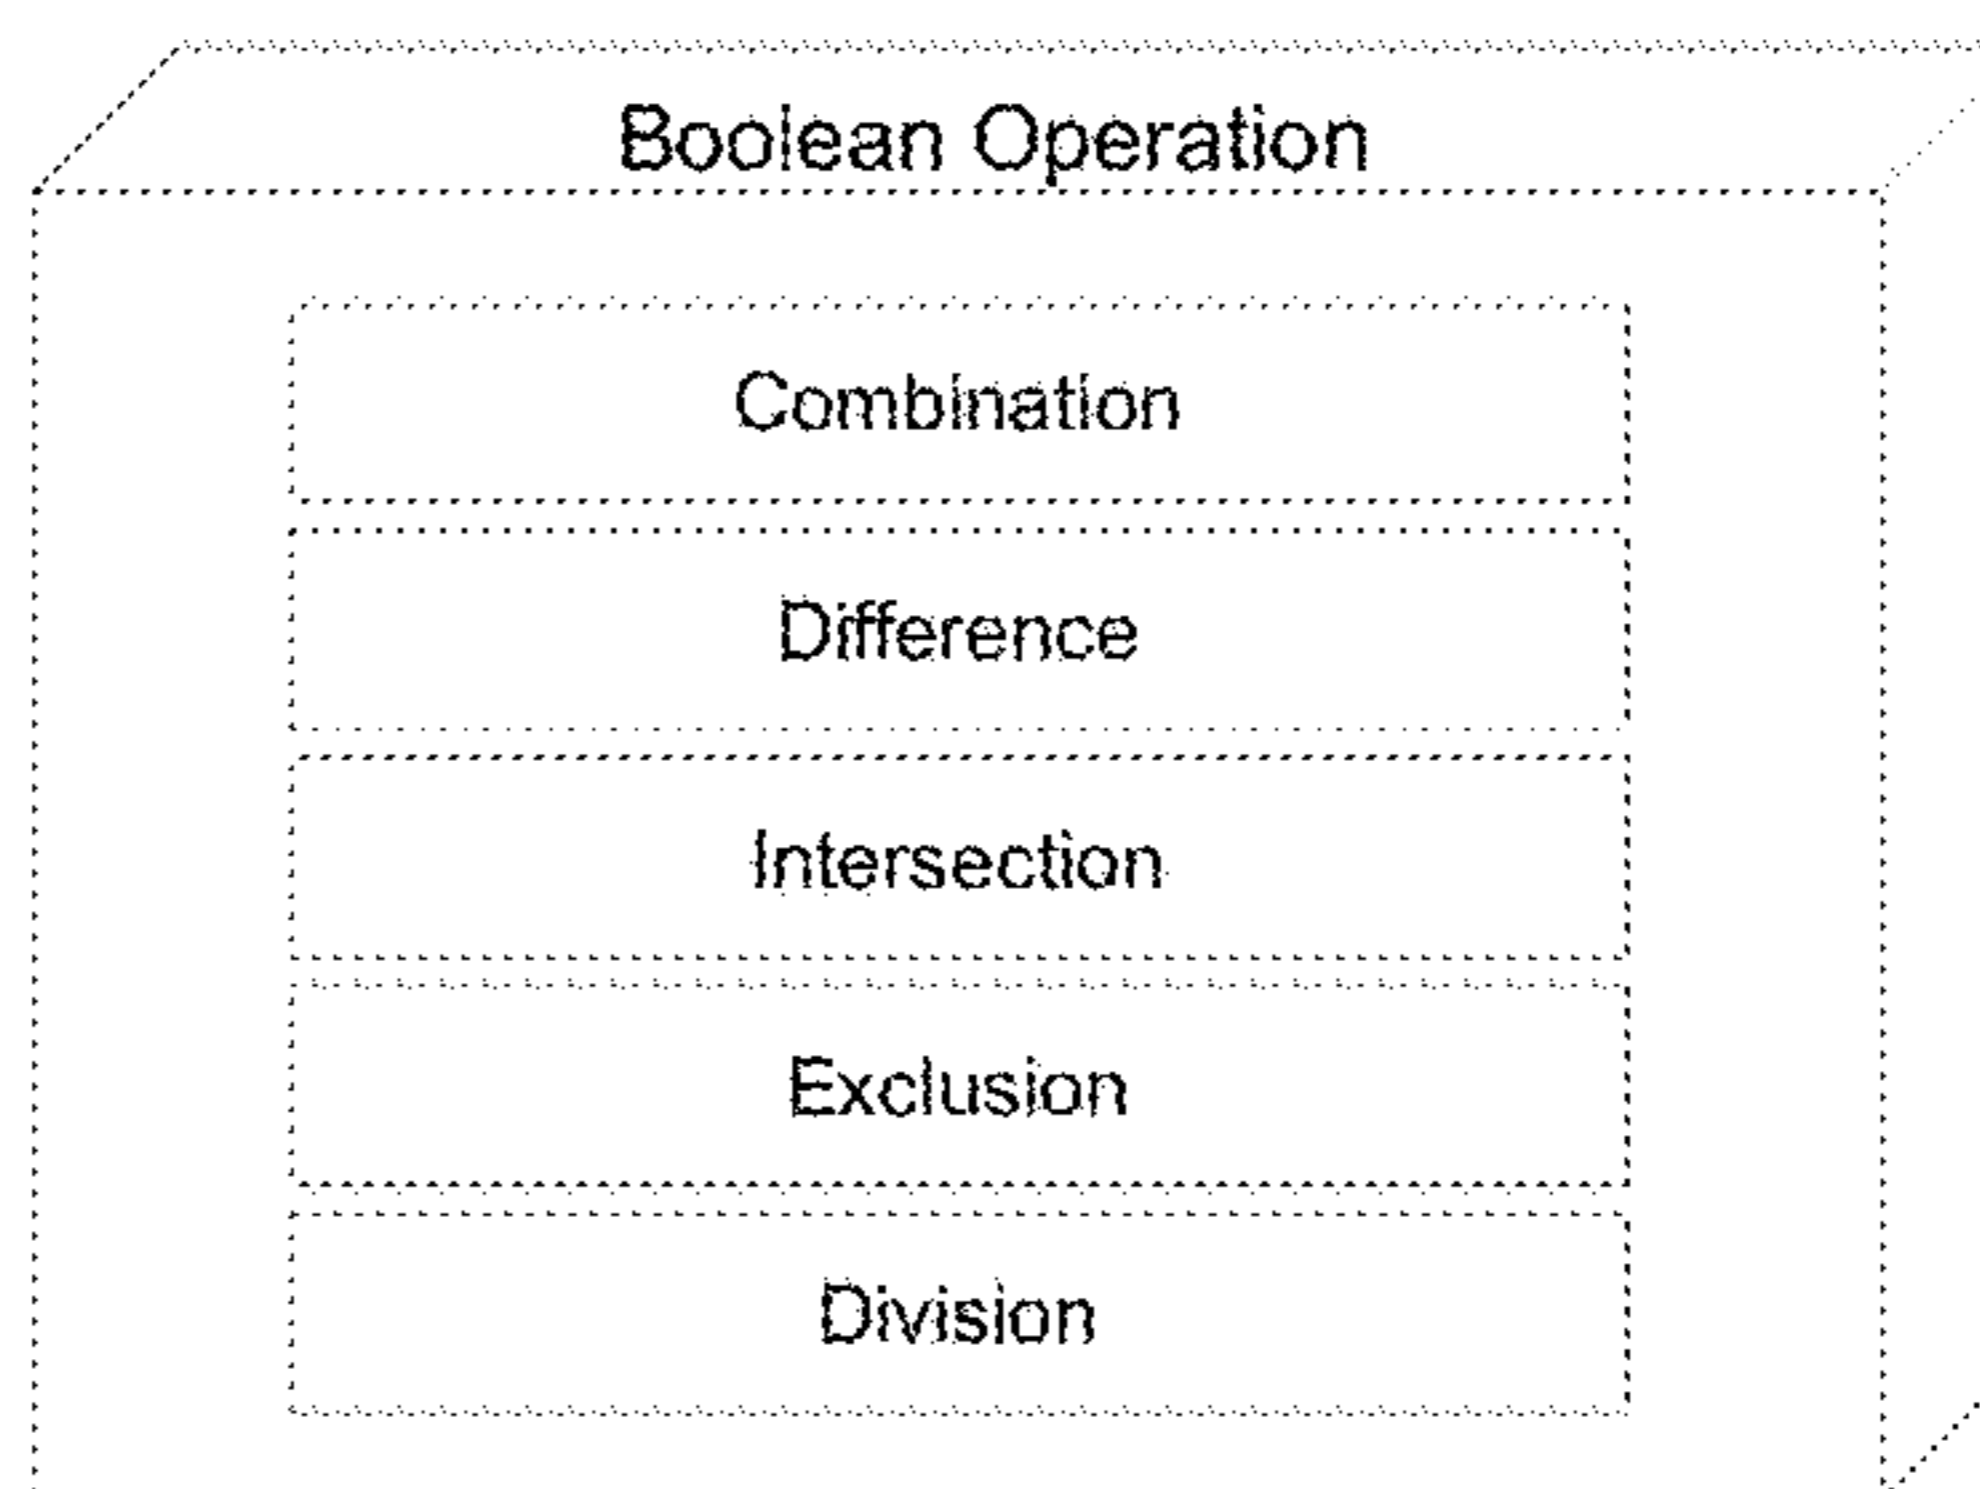 Boolean Operation
Combination
Difference
Intersection
Exclusion
Division